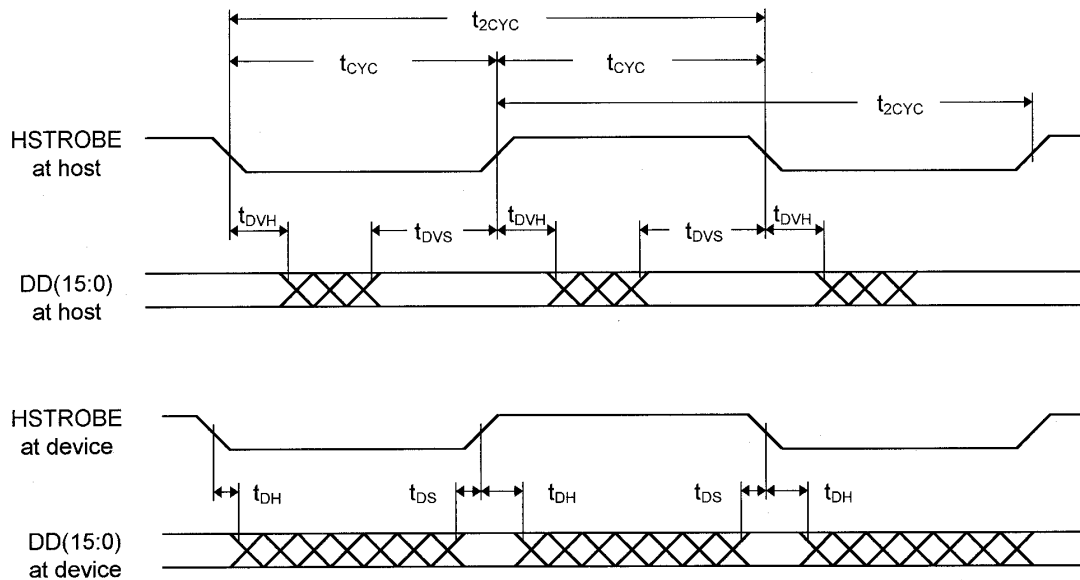 t2CYC
tCYC tCYC
t2CYC
HSTROBE
at host
tDVH tDVS tDVH tDVS tDVH
DD(15:0)
at host
HSTROBE
at device
tDH tDS tDH tDS tDH
DD(15:0)
at device